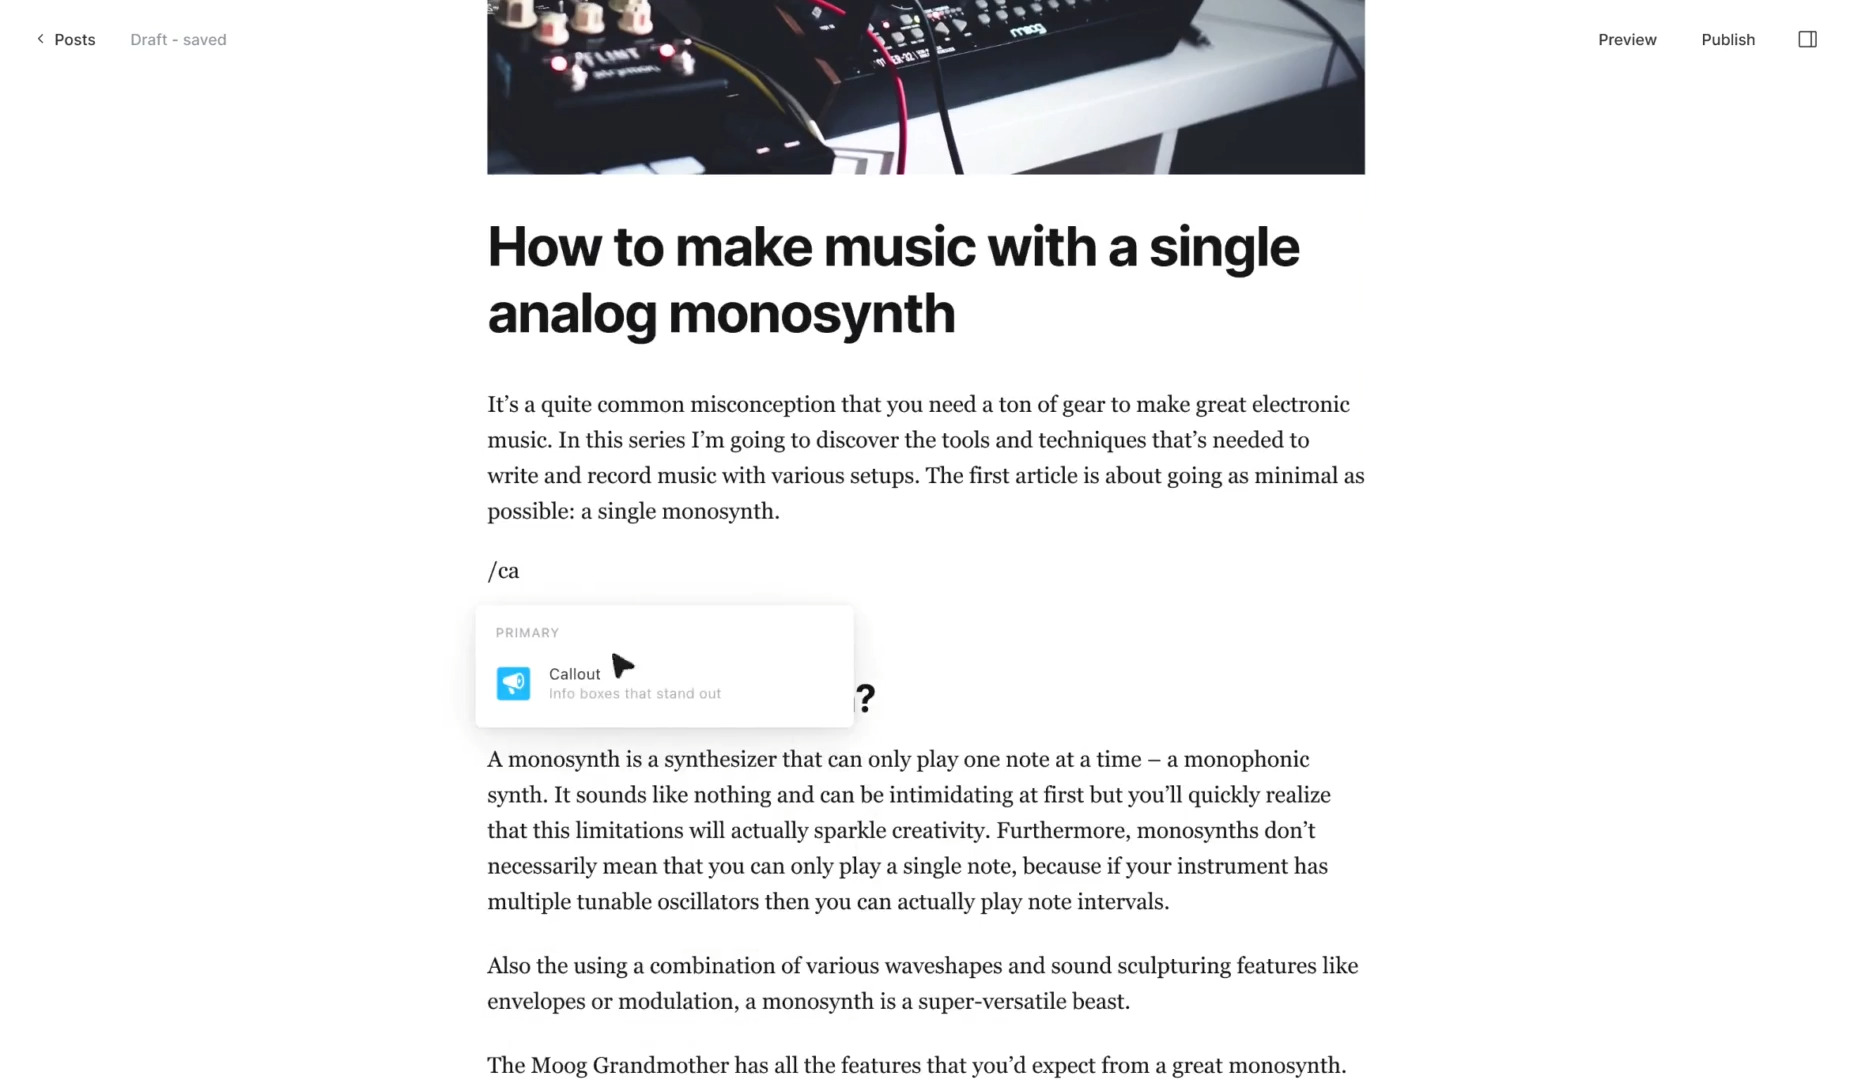 FLINT
strymon
moog
Posts
Draft - saved
Preview
Publish
How to make music with a single
analog monosynth
It’s a quite common misconception that you need a ton of gear to make great electronic
music. In this series I’m going to discover the tools and techniques that’s needed to
write and record music with various setups. The first article is about going as minimal as
possible: a single monosynth.
/ca
PRIMARY
Callout
Info boxes that stand out
?
A monosynth is a synthesizer that can only play one note at a time – a monophonic
synth. It sounds like nothing and can be intimidating at first but you’ll quickly realize
that this limitations will actually sparkle creativity. Furthermore, monosynths don’t
necessarily mean that you can only play a single note, because if your instrument has
multiple tunable oscillators then you can actually play note intervals.
Also the using a combination of various waveshapes and sound sculpturing features like
envelopes or modulation, a monosynth is a super-versatile beast.
The Moog Grandmother has all the features that you’d expect from a great monosynth.